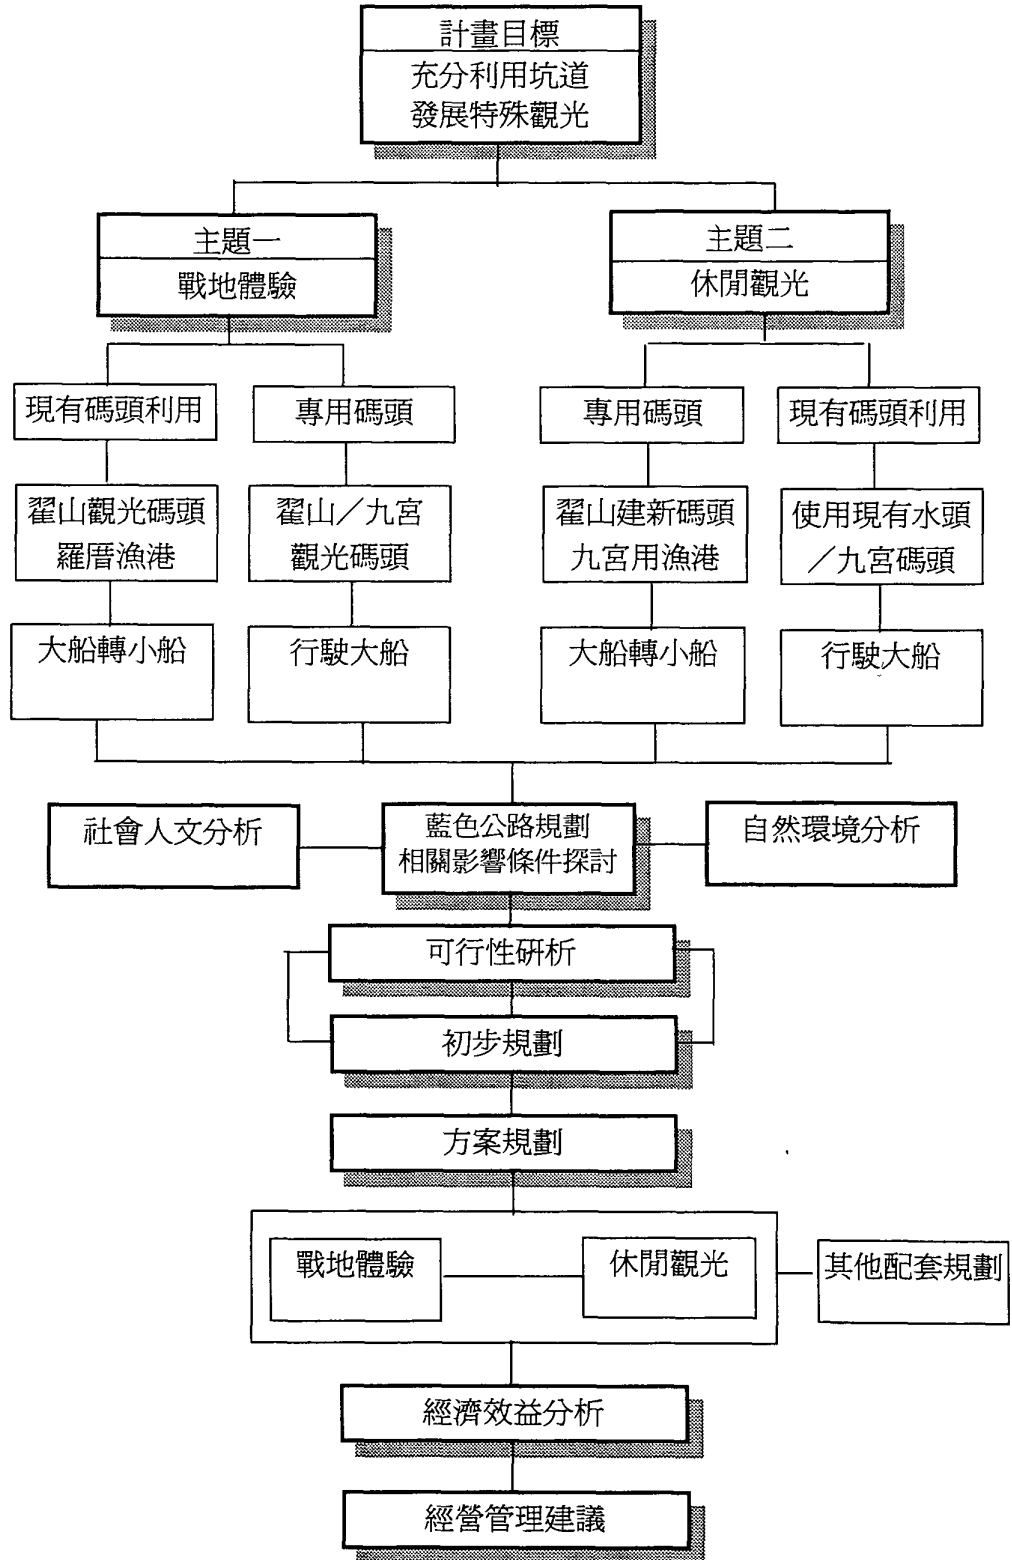 計畫目標
充分利用坑道
發展特殊觀光
主題一
戰地體驗
主題二
休閒觀光
現有碼頭利用
專用碼頭
專用碼頭
現有碼頭利用
翟山觀光碼頭
羅厝漁港
翟山／九宮
觀光碼頭
翟山建新碼頭
九宮用漁港
使用現有水頭
／九宮碼頭
大船轉小船
行駛大船
大船轉小船
行駛大船
社會人文分析
藍色公路規劃
相關影響條件探討
自然環境分析
可行性研析
初步規劃
方案規劃
戰地體驗
休閒觀光
其他配套規劃
經濟效益分析
經營管理建議